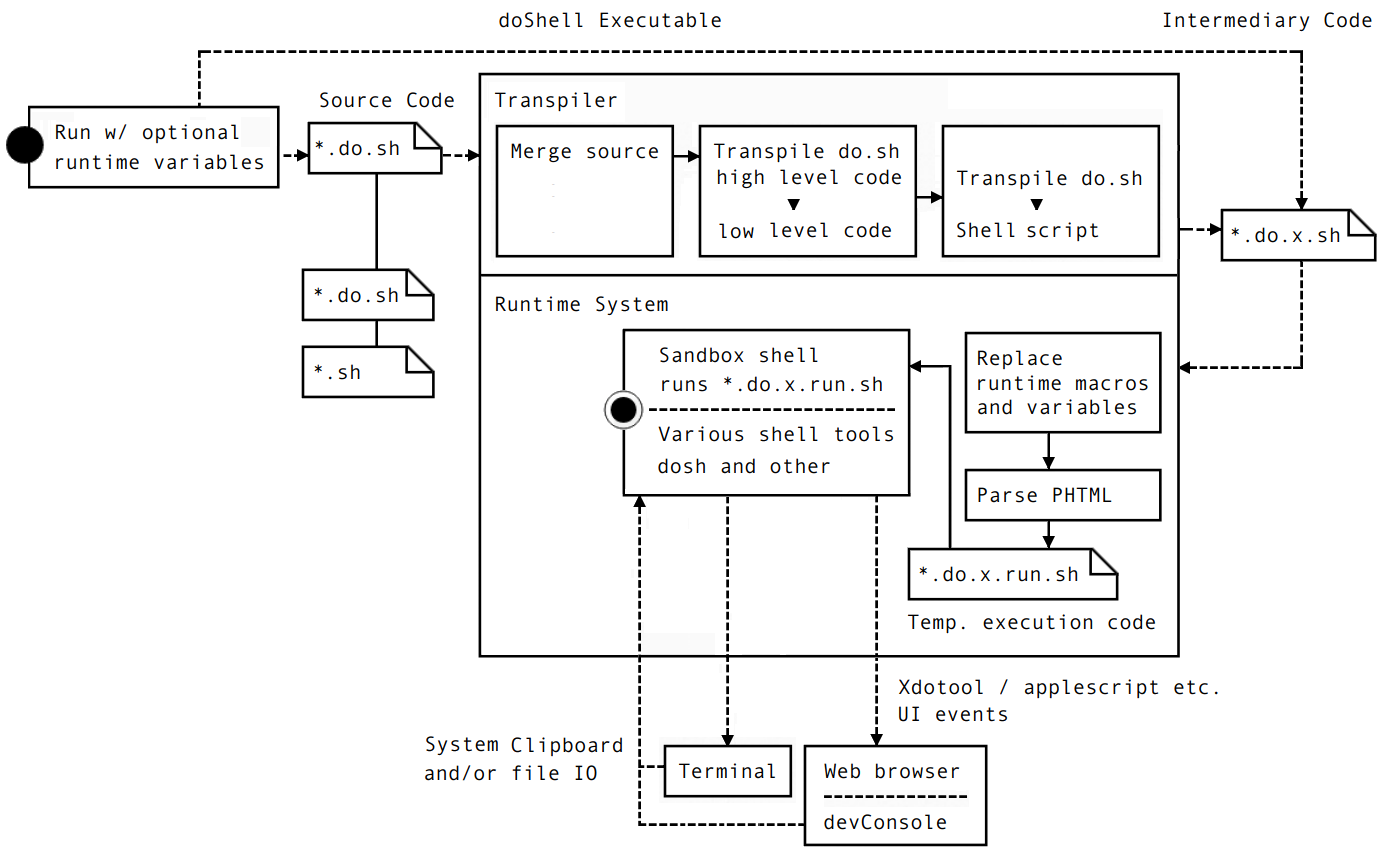 doShell Executable
Intermediary Code
Run w/ optional
runtime variables
Source Code
*.do.sh
*.do.sh
*.sh
Transpiler
Merge source
Transpile do.sh
high level code
low level code
Transpile do.sh
Shell script
*.do.x.sh
Runtime System
Sandbox shell
runs *.do.x.run.sh
Various shell tools
dosh and other
Replace
runtime macros
and variables
Parse PHTML
*.do.x.run.sh
Temp. execution code
Xdotool / applescript etc.
UI events
System Clipboard
and/or file IO
Terminal
Web browser
devConsole